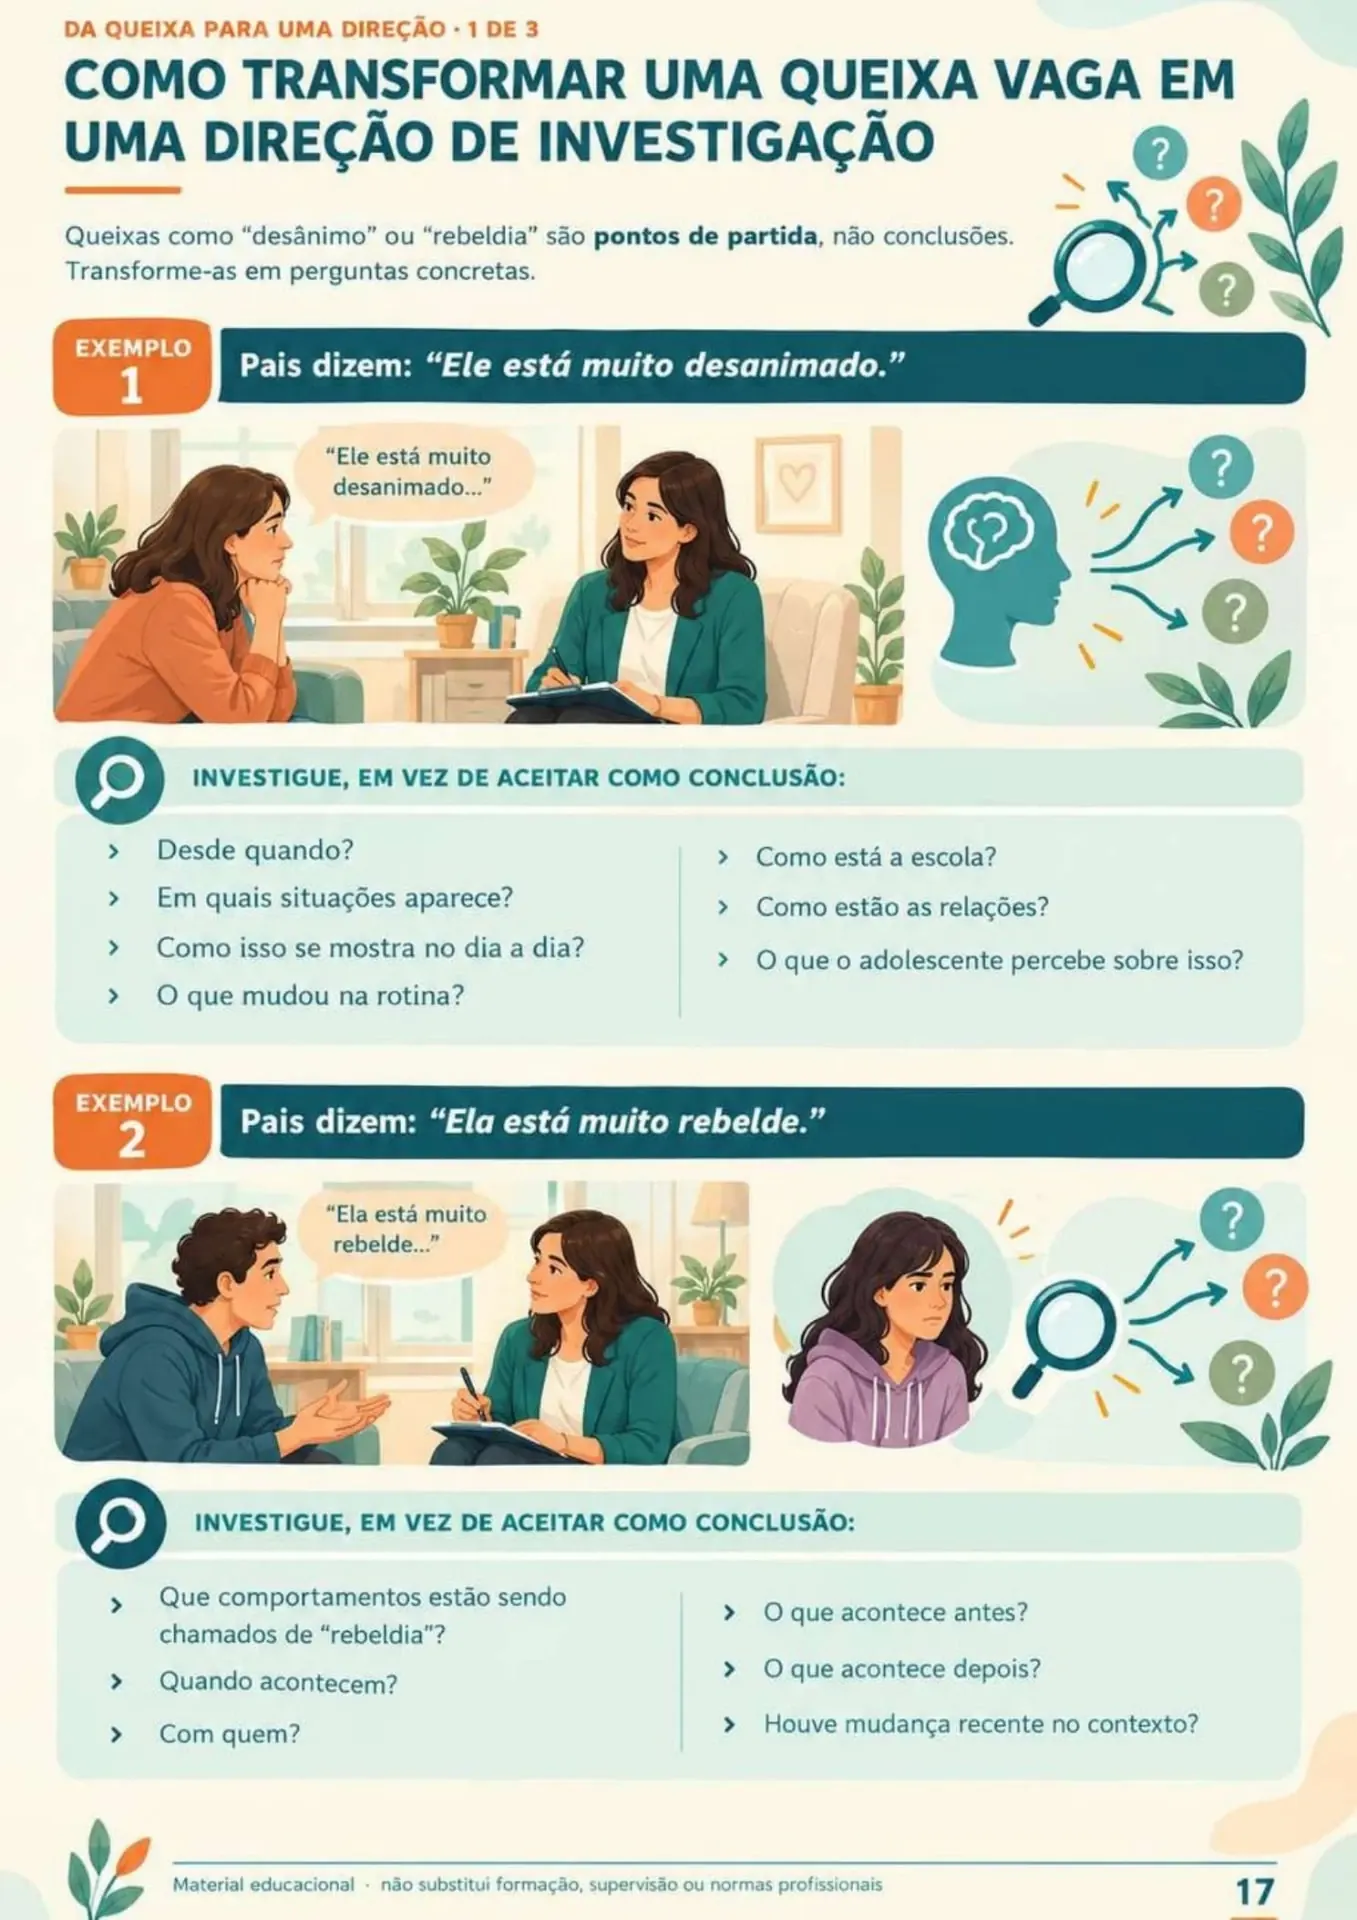 DA QUEIXA PARA UMA DIREÇÃO · 1 DE 3
COMO TRANSFORMAR UMA QUEIXA VAGA EM
UMA DIREÇÃO DE INVESTIGAÇÃO
Queixas como “desânimo” ou “rebeldia” são pontos de partida, não conclusões.
Transforme-as em perguntas concretas.
? ? ?
EXEMPLO
1
Pais dizem: “Ele está muito desanimado.”
“Ele está muito
desanimado...”
? ? ? ?
INVESTIGUE, EM VEZ DE ACEITAR COMO CONCLUSÃO:
> Desde quando?
> Em quais situações aparece?
> Como isso se mostra no dia a dia?
> O que mudou na rotina?
> Como está a escola?
> Como estão as relações?
> O que o adolescente percebe sobre isso?
EXEMPLO
2
Pais dizem: “Ela está muito rebelde.”
“Ela está muito
rebelde...”
? ? ?
INVESTIGUE, EM VEZ DE ACEITAR COMO CONCLUSÃO:
> Que comportamentos estão sendo
chamados de “rebeldia”?
> Quando acontecem?
> Com quem?
> O que acontece antes?
> O que acontece depois?
> Houve mudança recente no contexto?
Material educacional · não substitui formação, supervisão ou normas profissionais
17